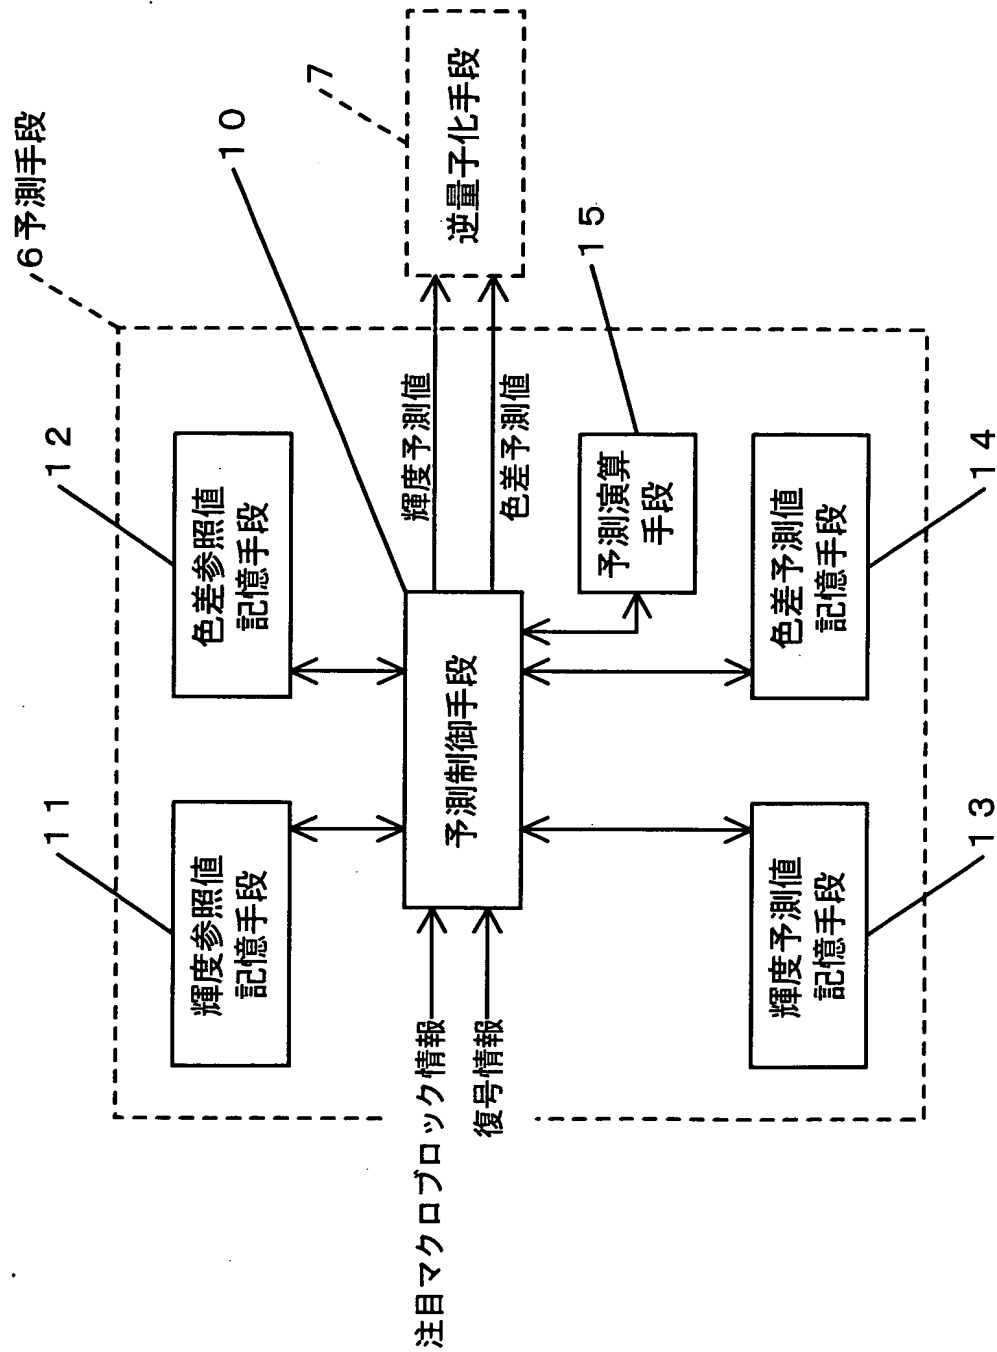 6予測手段
11
12
10
7
輝度参照値
記憶手段
色差参照値
記憶手段
注目マクロブロック情報
復号情報
予測制御手段
輝度予測値
色差予測値
逆量子化手段
予測演算
手段
15
輝度予測値
記憶手段
色差予測値
記憶手段
13
14